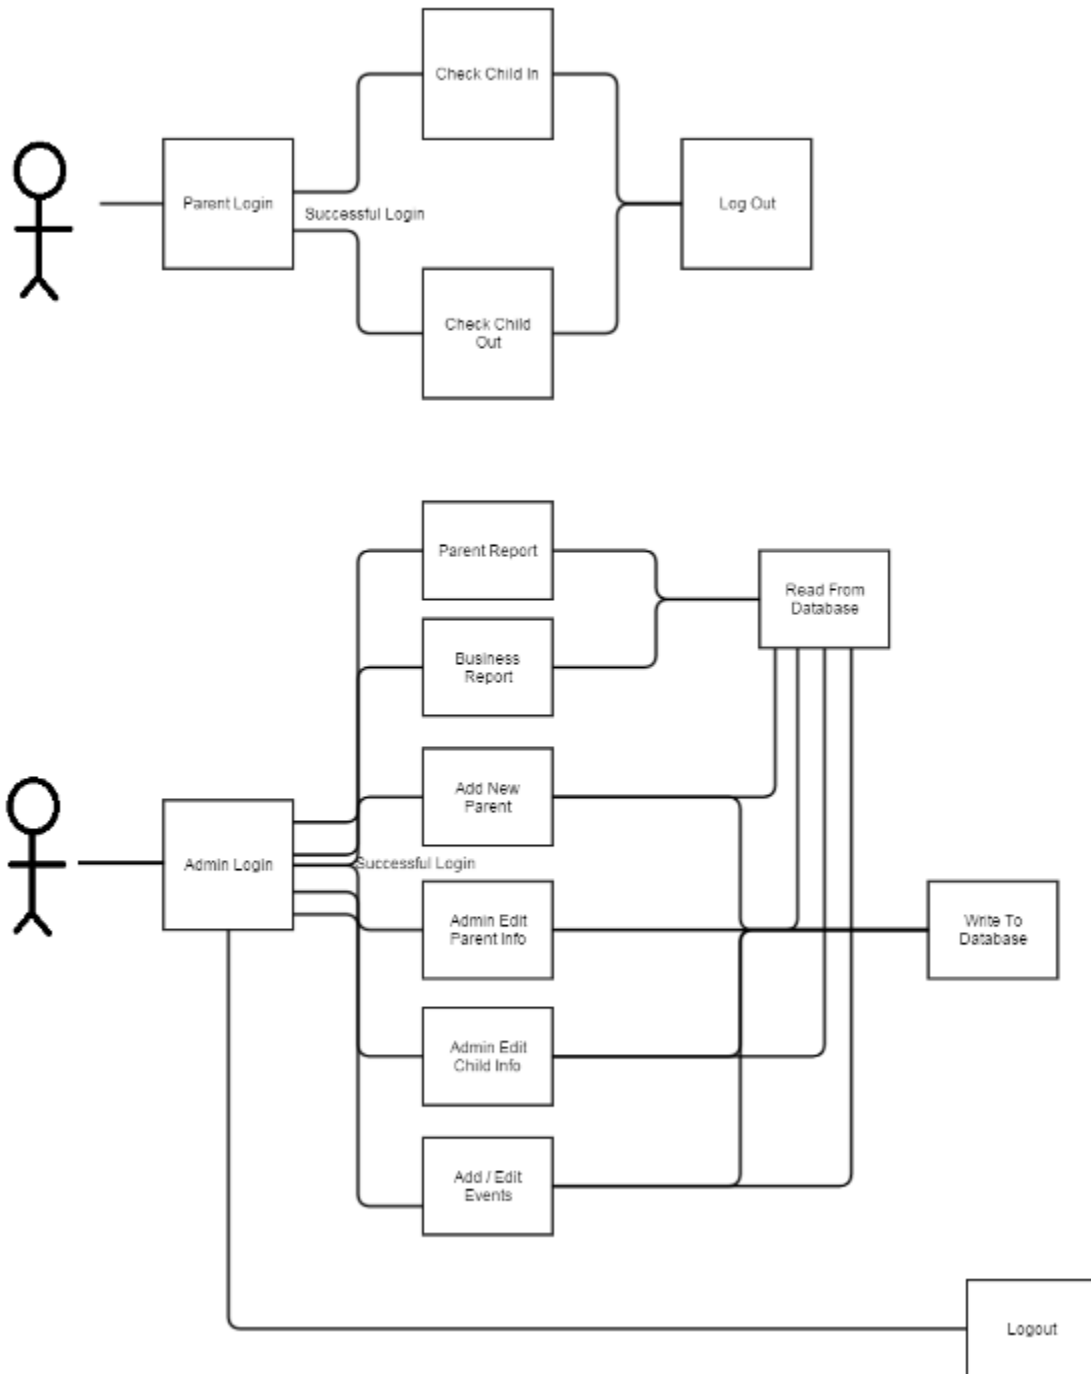 Check Child In
Parent Login
Successful Login
Log Out
Check Child
Out
Parent Report
Read From
Database
Business
Report
Add New
Parent
Admin Login
Successful Login
Admin Edit
Parent Info
Write To
Database
Admin Edit
Child Info
Add / Edit
Events
Logout